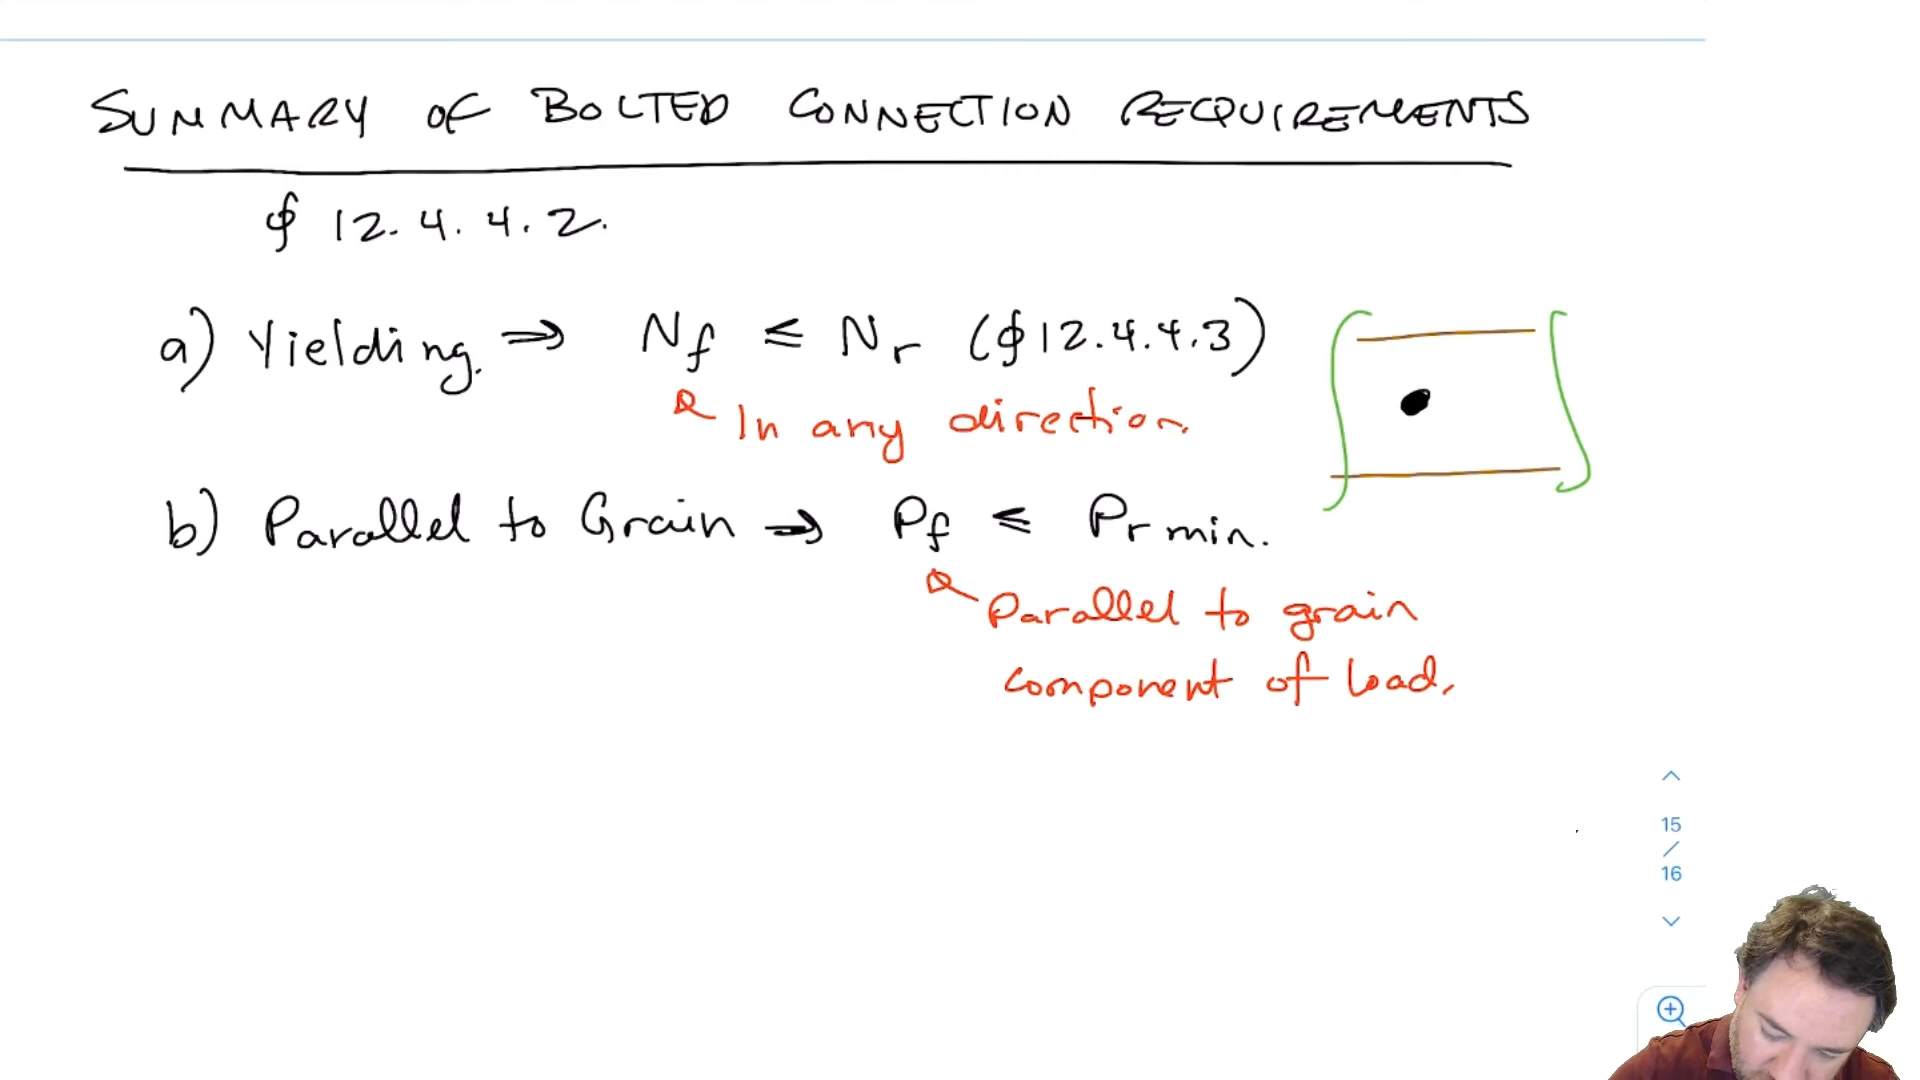 SUMMARY OF BOLTED CONNECTION REQUIREMENTS
§ 12.4.4.2.
a) Yielding. ⇒ Nf ≤ Nr (§12.4.4.3)
In any direction.
b) Parallel to Grain ⇒ Pf ≤ Pr min.
Parallel to grain
component of load.
15
/
16